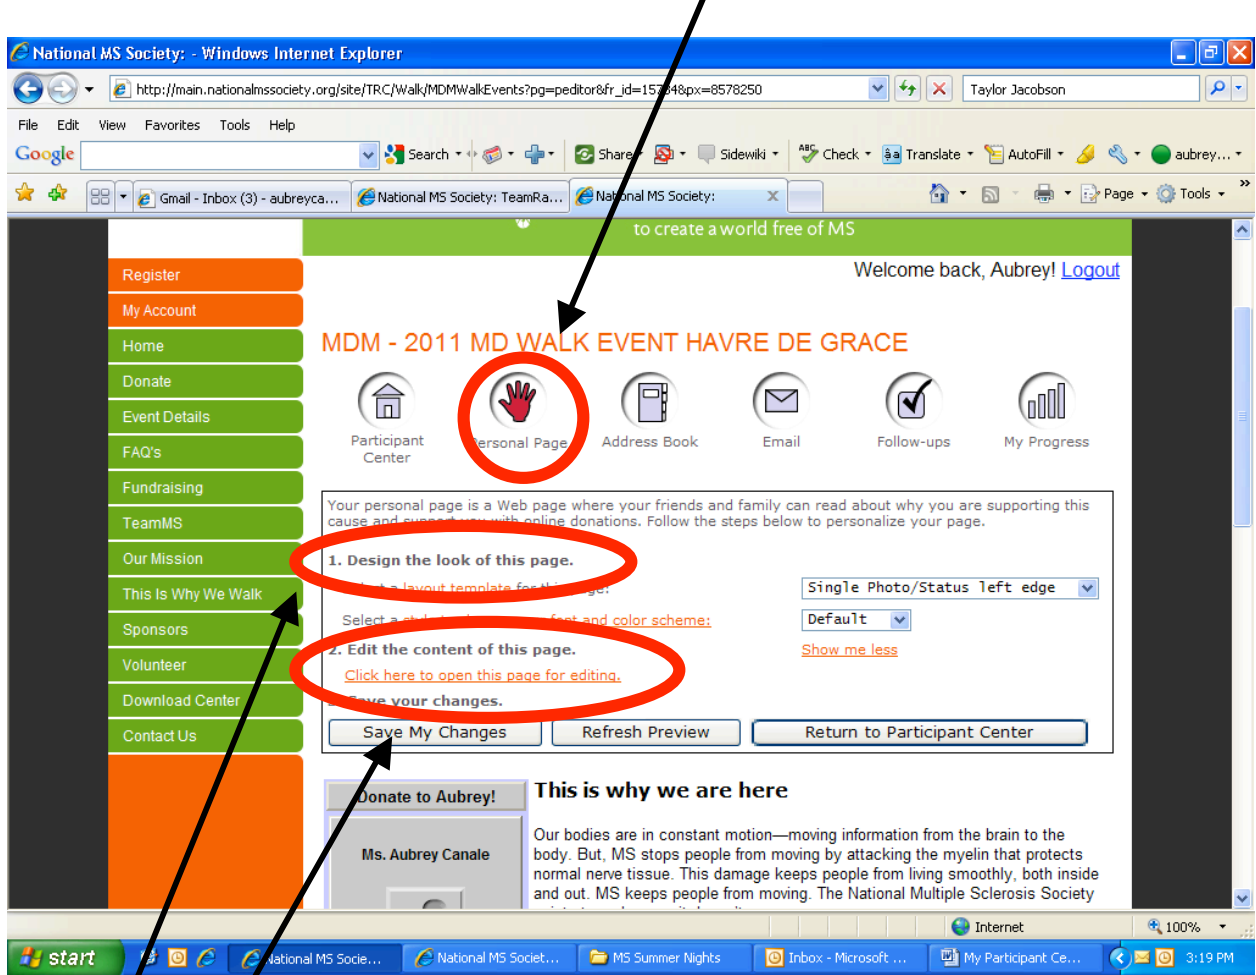 National MS Society: - Windows Internet Explorer
http://main.nationalmssociety.org/site/TRC/Walk/MDMWalkEvents?pg=peditor&fr_id=15784&px=8578250
Taylor Jacobson
File Edit View Favorites Tools Help
Google Search Share Sidewiki Check Translate AutoFill aubrey...
Gmail - Inbox (3) - aubreyca... National MS Society: TeamRa... National MS Society: Page Tools
to create a world free of MS
Welcome back, Aubrey! Logout
Register
My Account
Home
Donate
Event Details
FAQ's
Fundraising
TeamMS
Our Mission
This Is Why We Walk
Sponsors
Volunteer
Download Center
Contact Us
MDM - 2011 MD WALK EVENT HAVRE DE GRACE
Participant Center
Personal Page
Address Book
Email
Follow-ups
My Progress
Your personal page is a Web page where your friends and family can read about why you are supporting this
cause and support you with online donations. Follow the steps below to personalize your page.
1. Design the look of this page.
layout template for this page: Single Photo/Status left edge
Select a font and color scheme: Default
2. Edit the content of this page. Show me less
Click here to open this page for editing.
Save your changes.
Save My Changes Refresh Preview Return to Participant Center
Donate to Aubrey!
Ms. Aubrey Canale
This is why we are here
Our bodies are in constant motion—moving information from the brain to the
body. But, MS stops people from moving by attacking the myelin that protects
normal nerve tissue. This damage keeps people from living smoothly, both inside
and out. MS keeps people from moving. The National Multiple Sclerosis Society
Internet 100%
start National MS Socie... National MS Societ... MS Summer Nights Inbox - Microsoft ... My Participant Ce... 3:19 PM